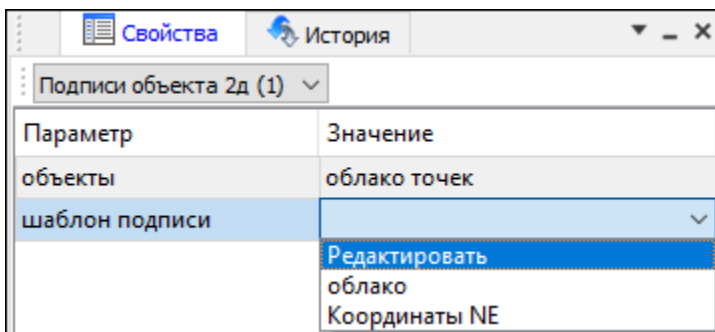 Свойства История
Подписи объекта 2д (1)
Параметр Значение
объекты облако точек
шаблон подписи
Редактировать
облако
Координаты NE